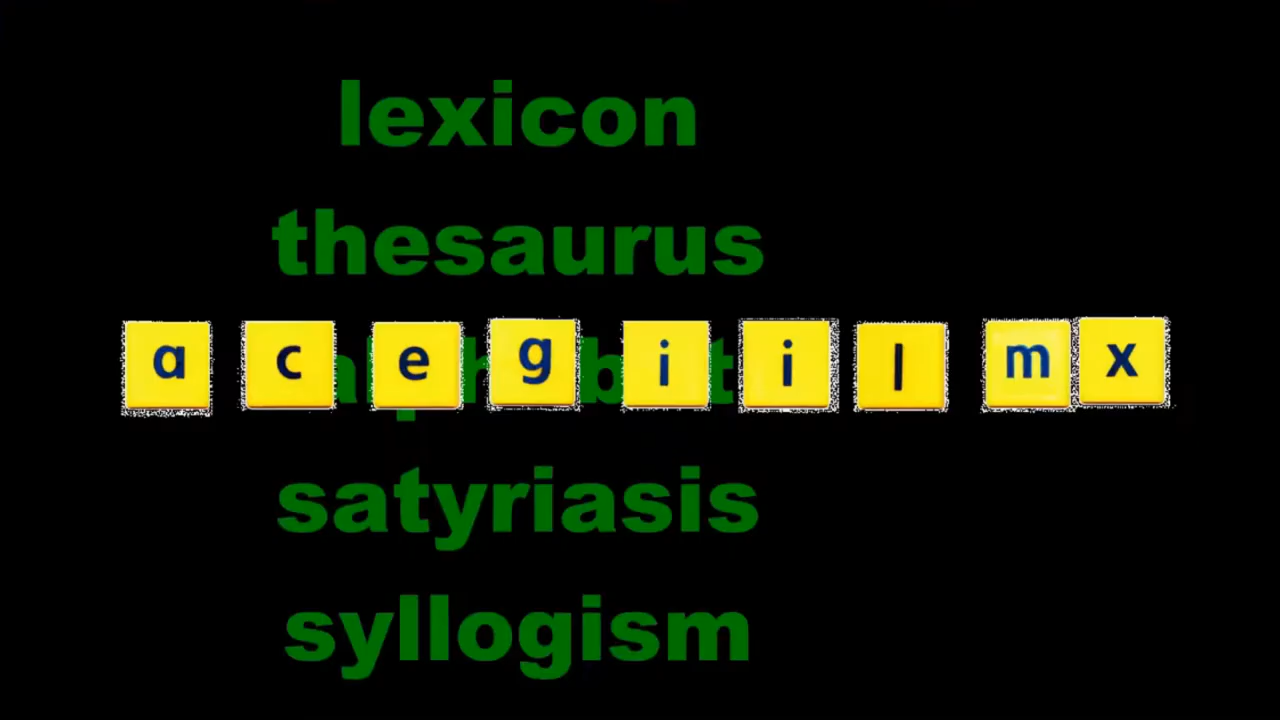 lexicon
thesaurus
a c e g i i l m x
satyriasis
syllogism